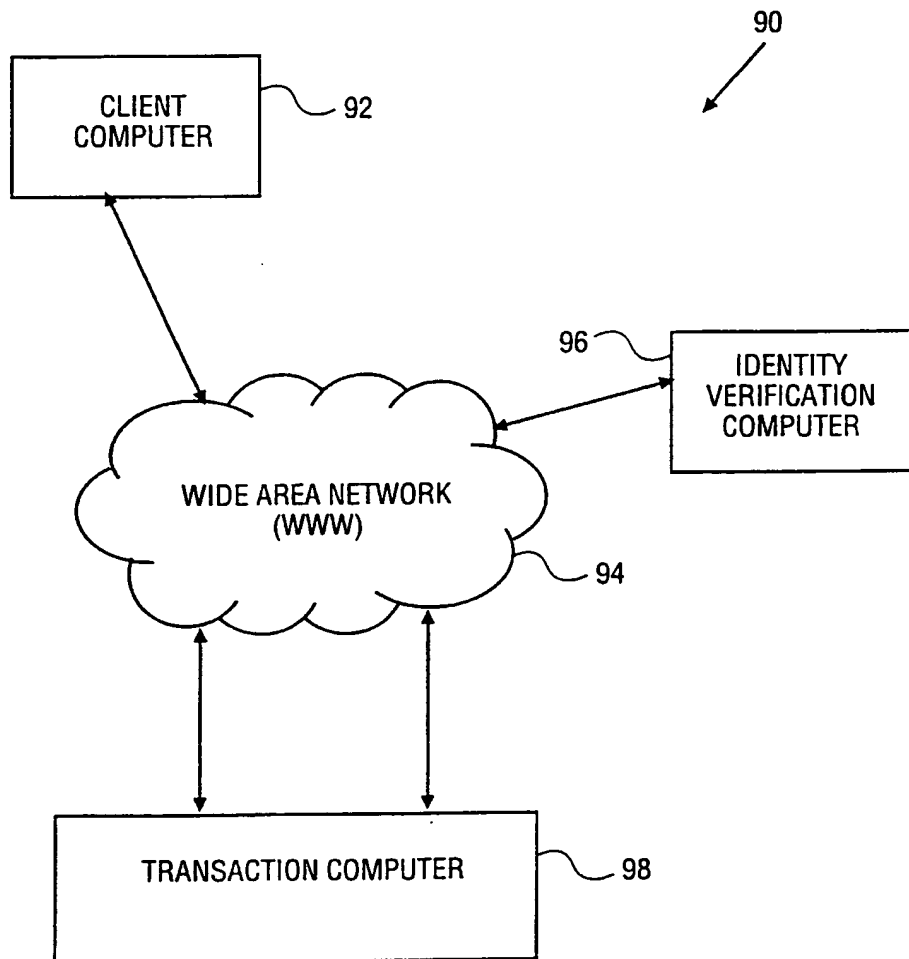 90
CLIENT
COMPUTER
92
96
IDENTITY
VERIFICATION
COMPUTER
WIDE AREA NETWORK
(WWW)
94
TRANSACTION COMPUTER
98